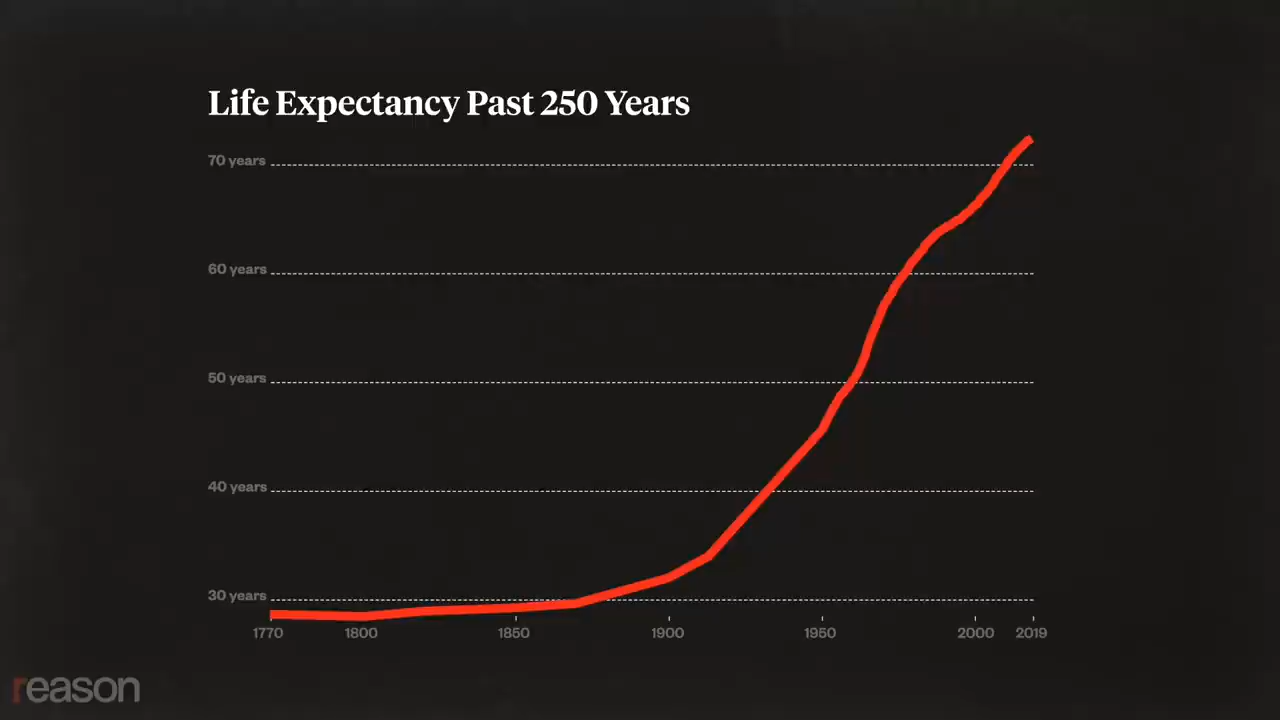 Life Expectancy Past 250 Years
70 years
60 years
50 years
40 years
30 years
1770 1800 1850 1900 1950 2000 2019
reason